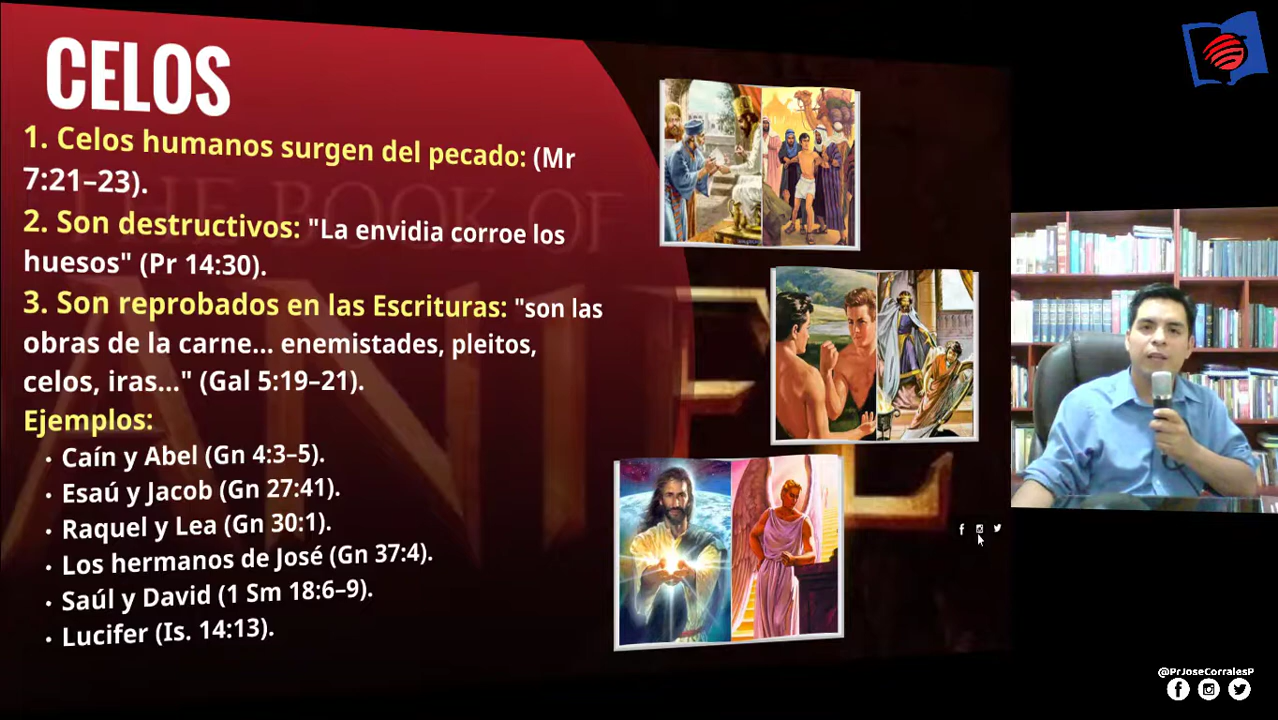 CELOS
1. Celos humanos surgen del pecado: (Mr
7:21–23).
2. Son destructivos: "La envidia corroe los
huesos" (Pr 14:30).
3. Son reprobados en las Escrituras: "son las
obras de la carne... enemistades, pleitos,
celos, iras..." (Gal 5:19–21).
Ejemplos:
• Caín y Abel (Gn 4:3–5).
• Esaú y Jacob (Gn 27:41).
• Raquel y Lea (Gn 30:1).
• Los hermanos de José (Gn 37:4).
• Saúl y David (1 Sm 18:6–9).
• Lucifer (Is. 14:13).
THE BOOK OF
DANIEL
@PrJoseCorralesP